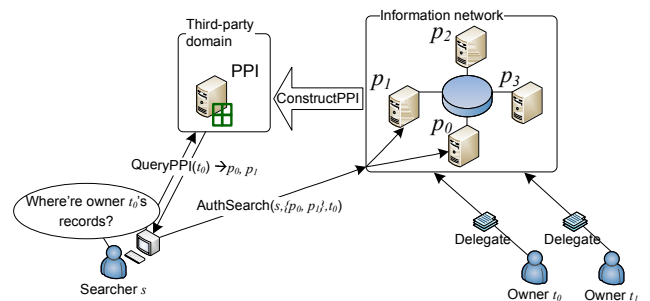 Third-party
domain
PPI
Information network
p2
p1
p3
p0
ConstructPPI
QueryPPI(t0) →p0, p1
AuthSearch(s,{p0, p1},t0)
Where're owner t0's
records?
Searcher s
Delegate
Delegate
Owner t0
Owner t1